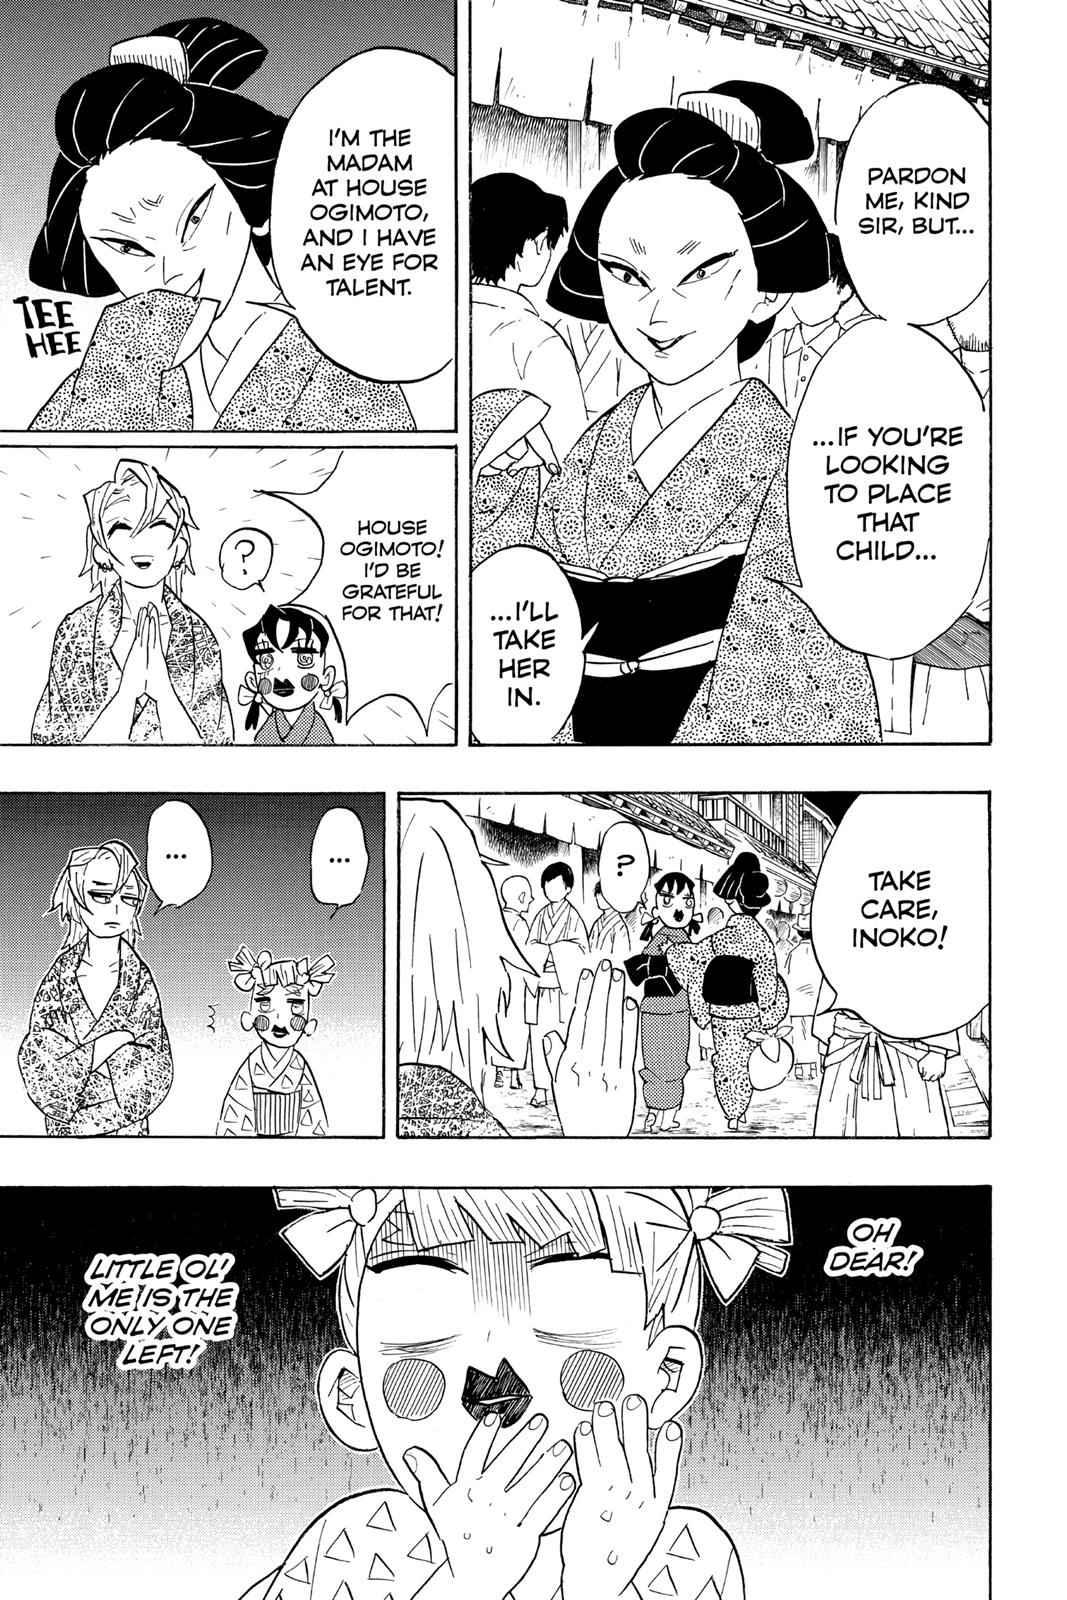 PARDON
ME, KIND
SIR, BUT...
...IF YOU'RE
LOOKING
TO PLACE
THAT
CHILD...
...I'LL
TAKE
HER
IN.
I'M THE
MADAM
AT HOUSE
OGIMOTO,
AND I HAVE
AN EYE FOR
TALENT.
TEE
HEE
HOUSE
OGIMOTO!
I'D BE
GRATEFUL
FOR THAT!
?
TAKE
CARE,
INOKO!
?
...
...
OH
DEAR!
LITTLE OL'
ME IS THE
ONLY ONE
LEFT!